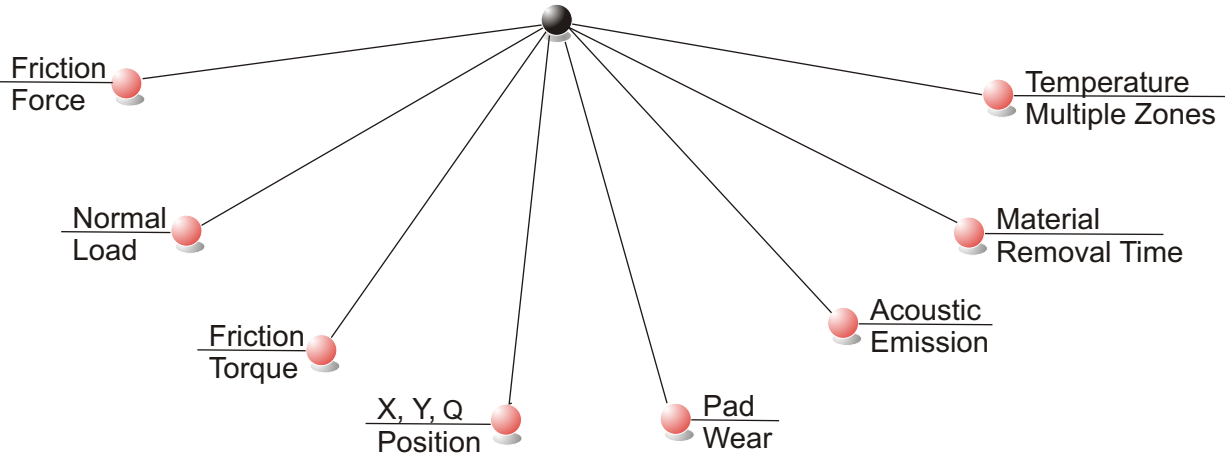 Friction
Force
Normal
Load
Friction
Torque
X, Y, Q
Position
Pad
Wear
Acoustic
Emission
Material
Removal Time
Temperature
Multiple Zones